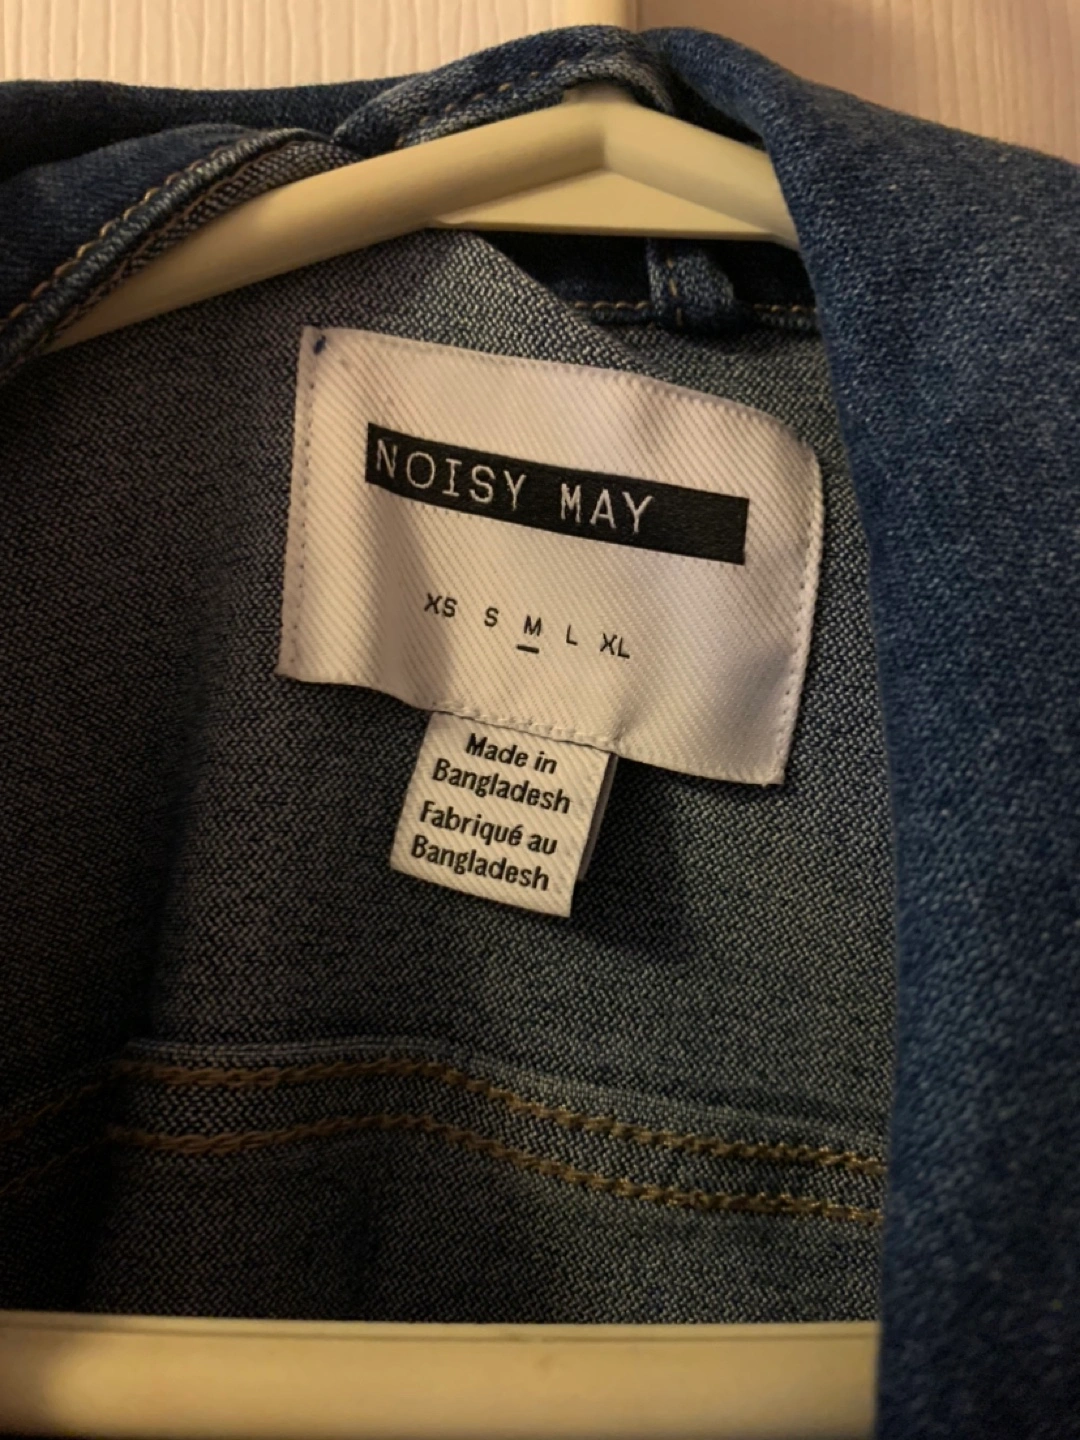 NOISY MAY
XS S M L XL
Made in
Bangladesh
Fabriqué au
Bangladesh